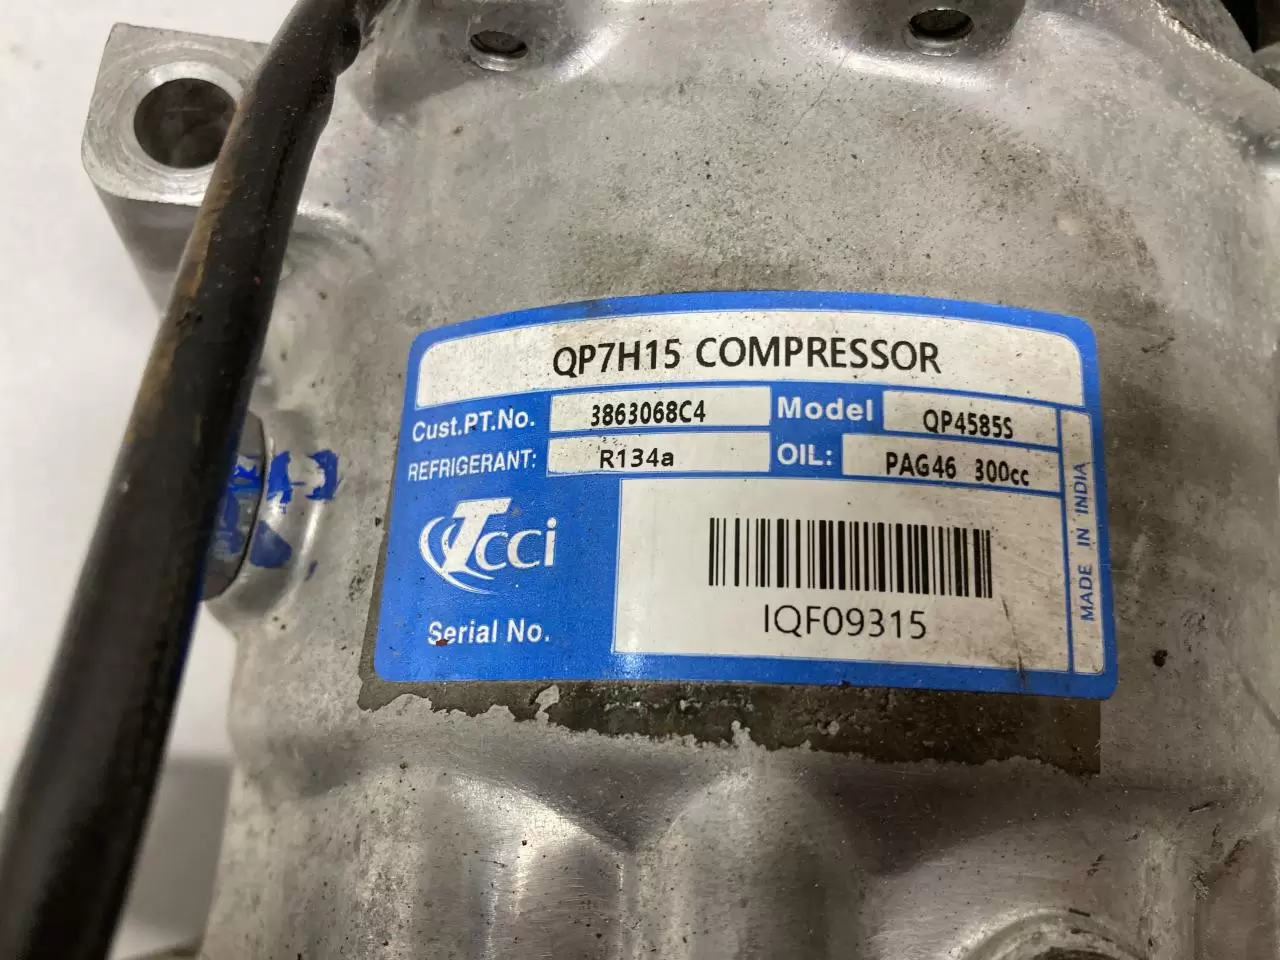 QP7H15 COMPRESSOR
Cust.PT.No. 3863068C4 Model QP4585S
REFRIGERANT: R134a OIL: PAG46 300cc
Tcci
Serial No. IQF09315
MADE IN INDIA